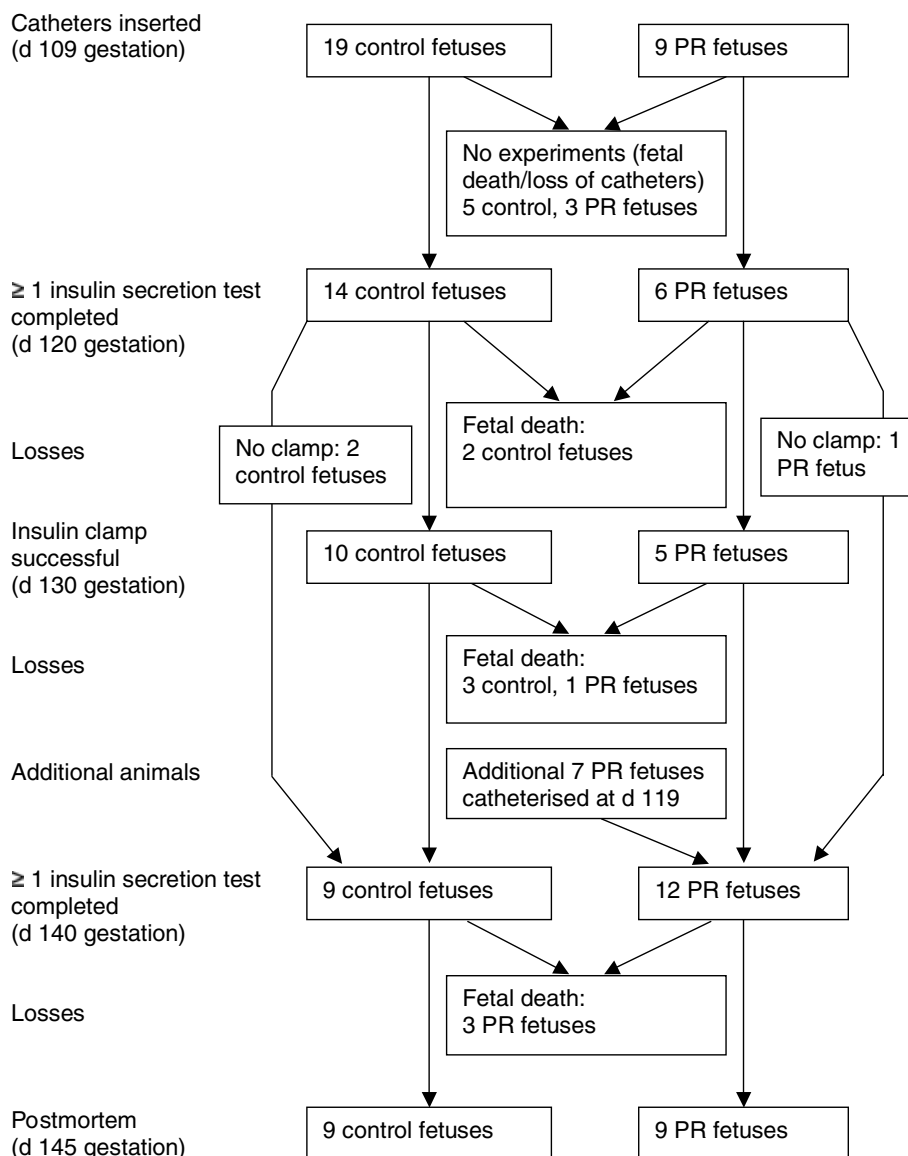 Catheters inserted
(d 109 gestation)
19 control fetuses
9 PR fetuses
No experiments (fetal
death/loss of catheters)
5 control, 3 PR fetuses
≥ 1 insulin secretion test
completed
(d 120 gestation)
14 control fetuses
6 PR fetuses
Losses
No clamp: 2
control fetuses
Fetal death:
2 control fetuses
No clamp: 1
PR fetus
Insulin clamp
successful
(d 130 gestation)
10 control fetuses
5 PR fetuses
Losses
Fetal death:
3 control, 1 PR fetuses
Additional animals
Additional 7 PR fetuses
catheterised at d 119
≥ 1 insulin secretion test
completed
(d 140 gestation)
9 control fetuses
12 PR fetuses
Losses
Fetal death:
3 PR fetuses
Postmortem
(d 145 gestation)
9 control fetuses
9 PR fetuses